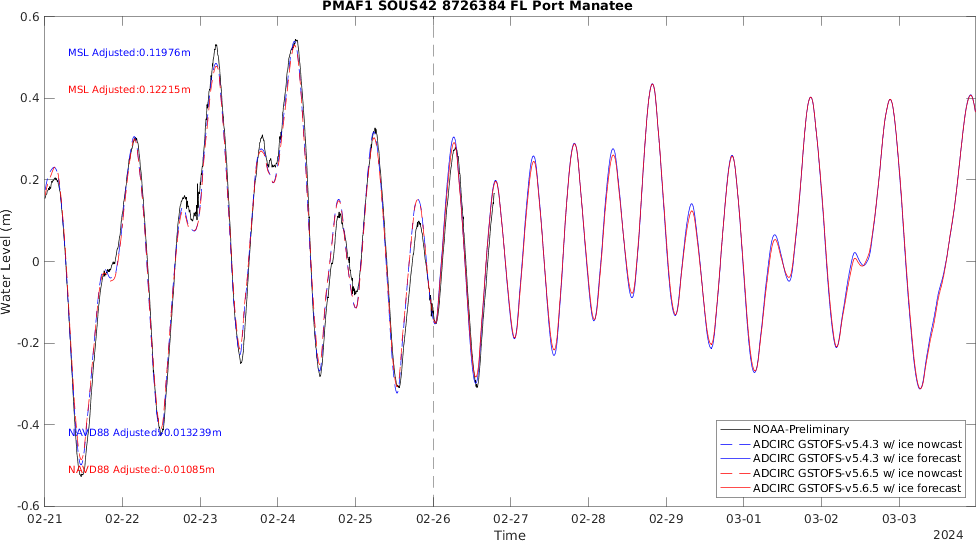 PMAF1 SOUS42 8726384 FL Port Manatee
0.6
0.4
0.2
0
-0.2
-0.4
-0.6
Water Level (m)
MSL Adjusted:0.11976m
MSL Adjusted:0.12215m
NAVD88 Adjusted:-0.013239m
NAVD88 Adjusted:-0.01085m
NOAA-Preliminary
ADCIRC GSTOFS-v5.4.3 w/ ice nowcast
ADCIRC GSTOFS-v5.4.3 w/ ice forecast
ADCIRC GSTOFS-v5.6.5 w/ ice nowcast
ADCIRC GSTOFS-v5.6.5 w/ ice forecast
02-21 02-22 02-23 02-24 02-25 02-26 02-27 02-28 02-29 03-01 03-02 03-03
Time
2024